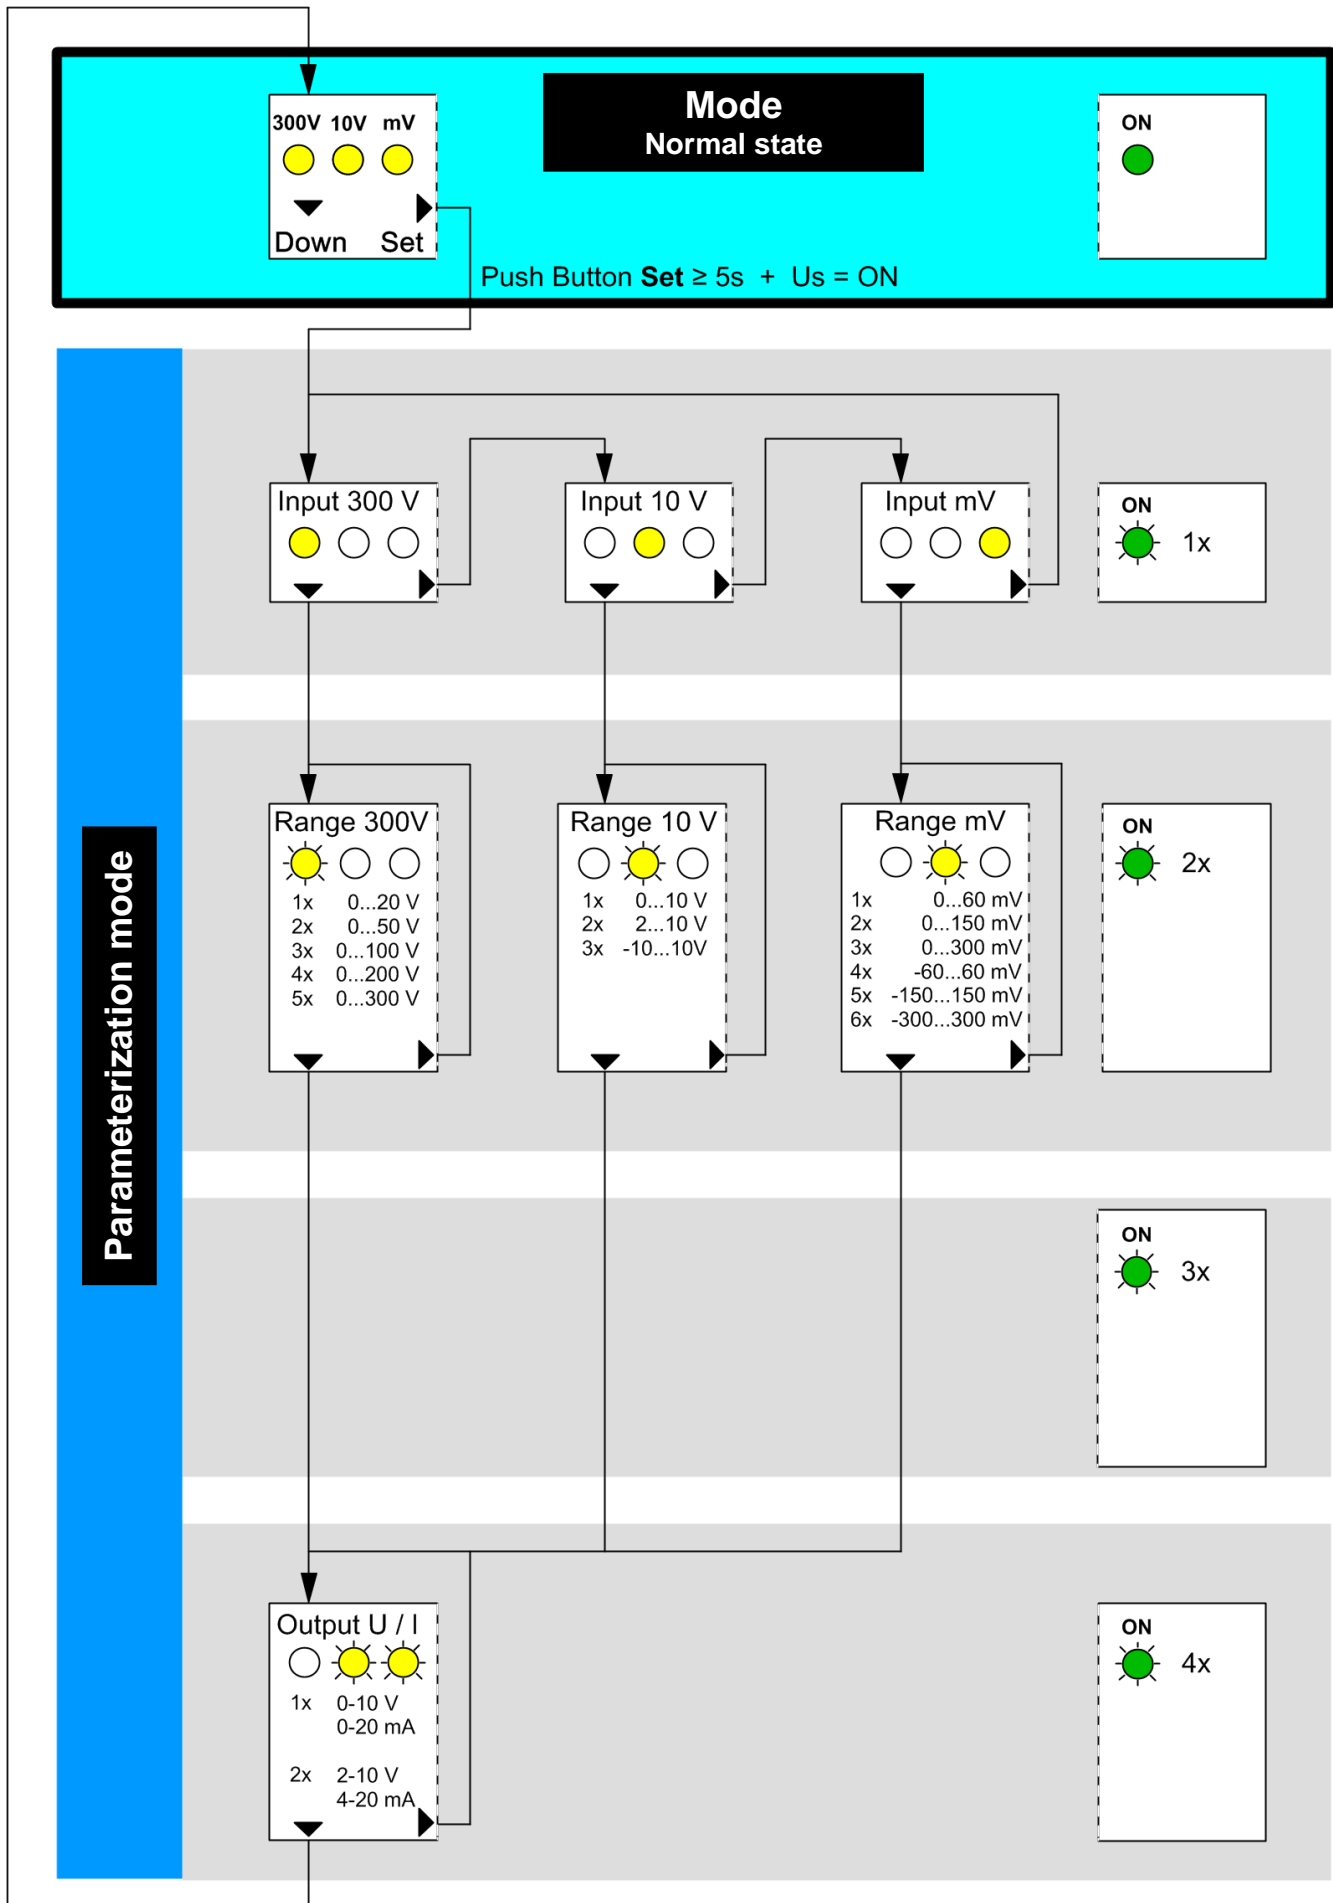 Mode
Normal state
300V 10V mV
ON
Down Set
Push Button Set ≥ 5s + Us = ON
Parameterization mode
Input 300 V
Input 10 V
Input mV
ON
1x
Range 300V
1x 0...20 V
2x 0...50 V
3x 0...100 V
4x 0...200 V
5x 0...300 V
Range 10 V
1x 0...10 V
2x 2...10 V
3x -10...10V
Range mV
1x 0...60 mV
2x 0...150 mV
3x 0...300 mV
4x -60...60 mV
5x -150...150 mV
6x -300...300 mV
ON
2x
ON
3x
Output U / I
1x 0-10 V
0-20 mA
2x 2-10 V
4-20 mA
ON
4x